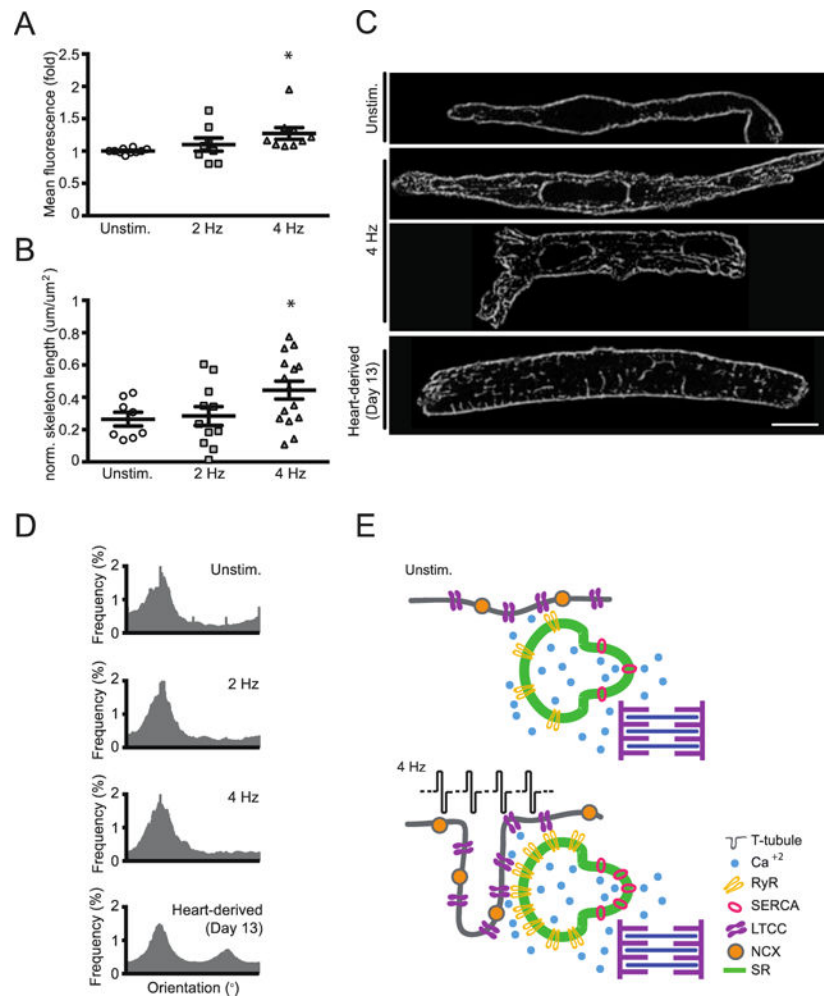 A
Mean fluorescence (fold)
2.5
2
1.5
1
0.5
0
*
Unstim.
2 Hz
4 Hz
B
norm. skeleton length (um/um²)
1
0.8
0.6
0.4
0.2
0
*
Unstim.
2 Hz
4 Hz
C
Unstim.
4 Hz
Heart-derived
(Day 13)
D
Frequency (%)
2
1
0
Unstim.
Frequency (%)
2
1
0
2 Hz
Frequency (%)
2
1
0
4 Hz
Frequency (%)
2
1
0
Heart-derived
(Day 13)
Orientation (°)
E
Unstim.
4 Hz
T-tubule
Ca⁺²
RyR
SERCA
LTCC
NCX
SR